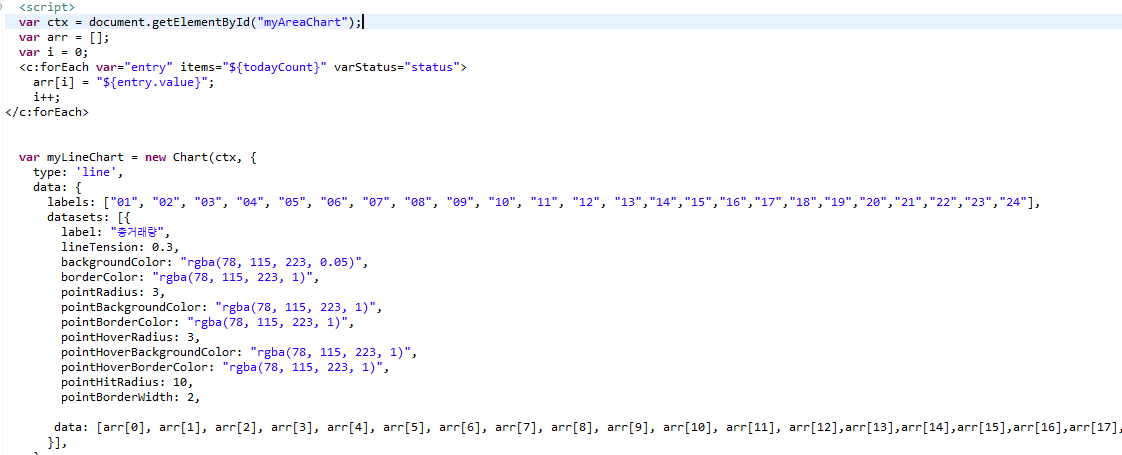 <script>
var ctx = document.getElementById("myAreaChart");
var arr = [];
var i = 0;
<c:forEach var="entry" items="${todayCount}" varStatus="status">
arr[i] = "${entry.value}";
i++;
</c:forEach>
var myLineChart = new Chart(ctx, {
type: 'line',
data: {
labels: ["01", "02", "03", "04", "05", "06", "07", "08", "09", "10", "11", "12", "13","14","15","16","17","18","19","20","21","22","23","24"],
datasets: [{
label: "총거래량",
lineTension: 0.3,
backgroundColor: "rgba(78, 115, 223, 0.05)",
borderColor: "rgba(78, 115, 223, 1)",
pointRadius: 3,
pointBackgroundColor: "rgba(78, 115, 223, 1)",
pointBorderColor: "rgba(78, 115, 223, 1)",
pointHoverRadius: 3,
pointHoverBackgroundColor: "rgba(78, 115, 223, 1)",
pointHoverBorderColor: "rgba(78, 115, 223, 1)",
pointHitRadius: 10,
pointBorderWidth: 2,
data: [arr[0], arr[1], arr[2], arr[3], arr[4], arr[5], arr[6], arr[7], arr[8], arr[9], arr[10], arr[11], arr[12],arr[13],arr[14],arr[15],arr[16],arr[17],
}],